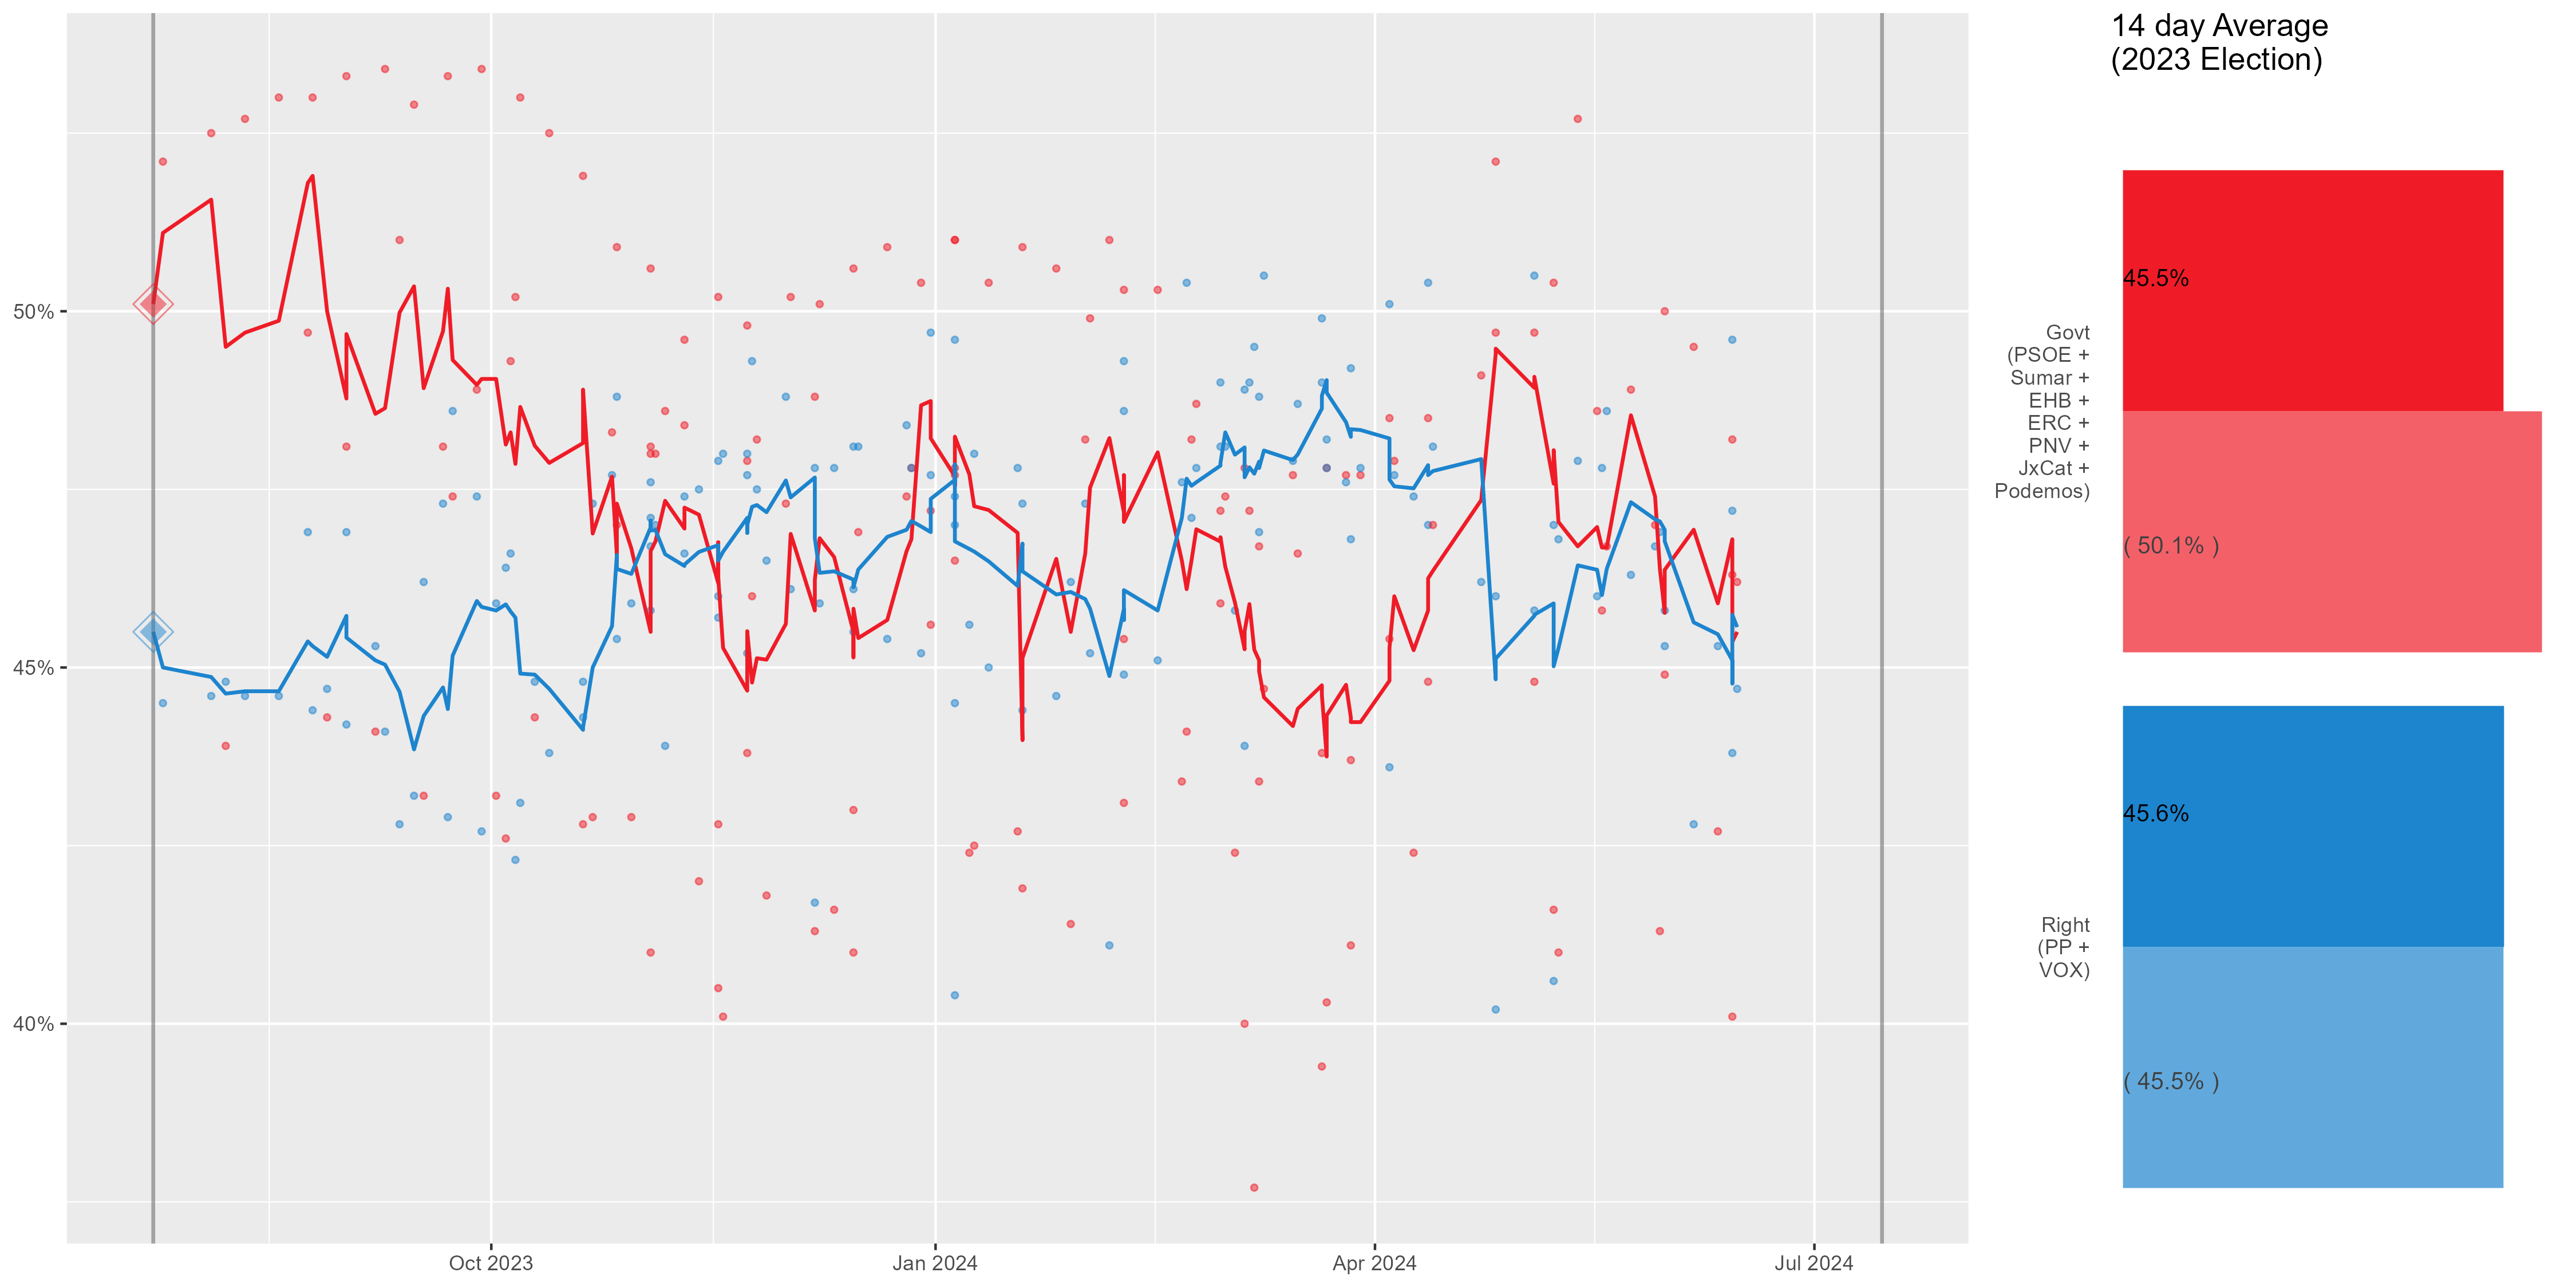 14 day Average
(2023 Election)
50%
45%
40%
Oct 2023
Jan 2024
Apr 2024
Jul 2024
Govt
(PSOE +
Sumar +
EHB +
ERC +
PNV +
JxCat +
Podemos)
45.5%
( 50.1% )
Right
(PP +
VOX)
45.6%
( 45.5% )